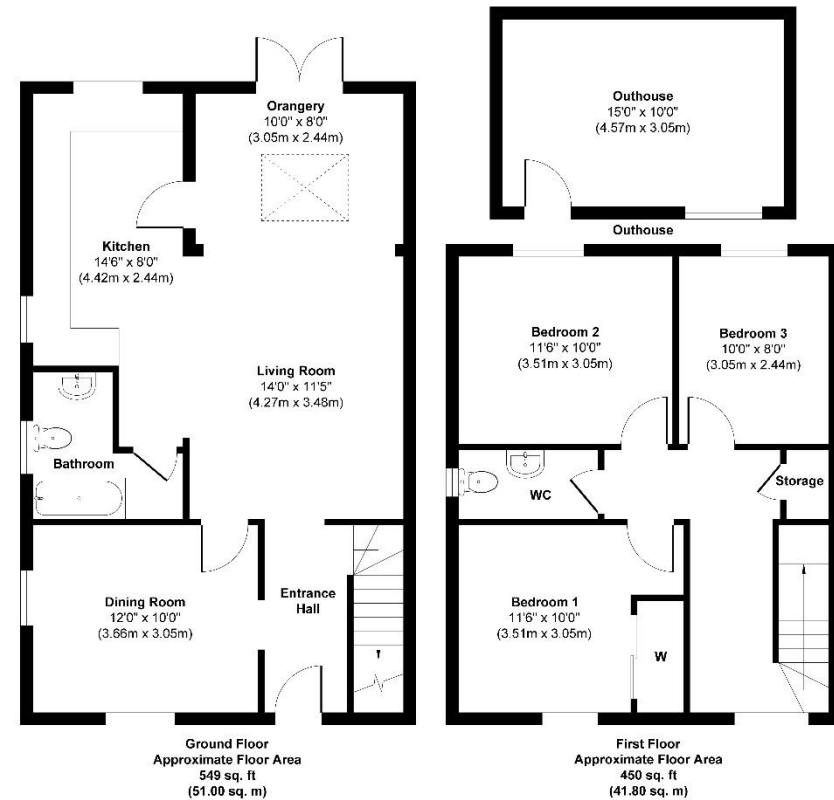 Orangery
10'0" x 8'0"
(3.05m x 2.44m)
Kitchen
14'6" x 8'0"
(4.42m x 2.44m)
Living Room
14'0" x 11'5"
(4.27m x 3.48m)
Bathroom
Dining Room
12'0" x 10'0"
(3.66m x 3.05m)
Entrance
Hall
Ground Floor
Approximate Floor Area
549 sq. ft
(51.00 sq. m)
Outhouse
15'0" x 10'0"
(4.57m x 3.05m)
Outhouse
Bedroom 2
11'6" x 10'0"
(3.51m x 3.05m)
Bedroom 3
10'0" x 8'0"
(3.05m x 2.44m)
WC
Storage
Bedroom 1
11'6" x 10'0"
(3.51m x 3.05m)
W
First Floor
Approximate Floor Area
450 sq. ft
(41.80 sq. m)